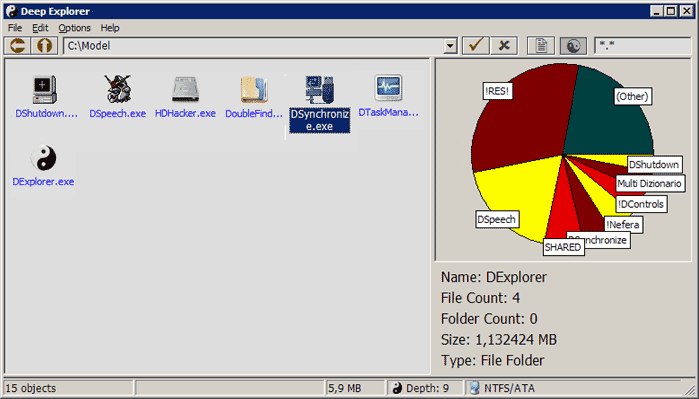 Deep Explorer
File Edit Options Help
C:\Model
*.*
DShutdown....
DSpeech.exe
HDHacker.exe
DoubleFind...
DSynchroniz
e.exe
DTaskMana...
DExplorer.exe
!RES!
(Other)
DShutdown
Multi Dizionario
!DControls
!Nefera
DSynchronize
SHARED
DSpeech
Name: DExplorer
File Count: 4
Folder Count: 0
Size: 1,132424 MB
Type: File Folder
15 objects
5,9 MB
Depth: 9
NTFS/ATA